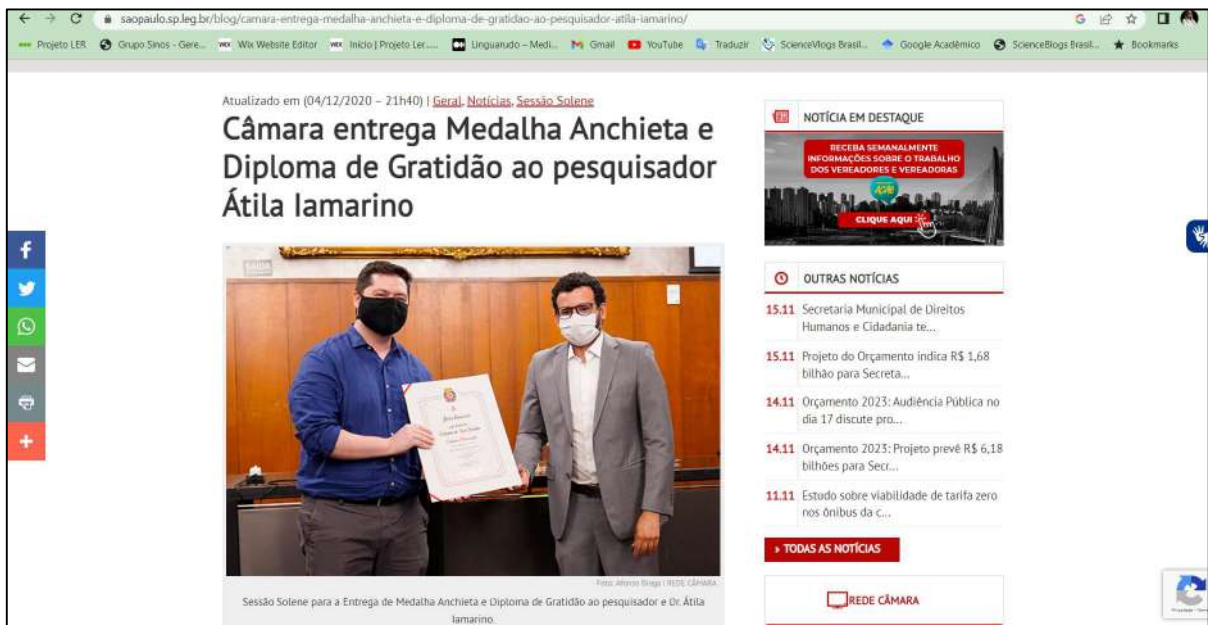 saopaulo.sp.leg.br/blog/camara-entrega-medalha-anchieta-e-diploma-de-gratidao-ao-pesquisador-atila-iamarino/
Projeto LER
Grupo Sinos - Gere...
WIX Wix Website Editor
WIX Início | Projeto Ler......
Linguarudo – Medi...
Gmail
YouTube
Traduzir
ScienceVlogs Brasil...
Google Acadêmico
ScienceBlogs Brasil...
Bookmarks
Atualizado em (04/12/2020 – 21h40) | Geral, Notícias, Sessão Solene
Câmara entrega Medalha Anchieta e
Diploma de Gratidão ao pesquisador
Átila Iamarino
Foto: Afonso Braga | REDE CÂMARA
Sessão Solene para a Entrega de Medalha Anchieta e Diploma de Gratidão ao pesquisador e Dr. Átila
Iamarino.
NOTÍCIA EM DESTAQUE
RECEBA SEMANALMENTE
INFORMAÇÕES SOBRE O TRABALHO
DOS VEREADORES E VEREADORAS
CLIQUE AQUI
OUTRAS NOTÍCIAS
15.11 Secretaria Municipal de Direitos
Humanos e Cidadania te...
15.11 Projeto do Orçamento indica R$ 1,68
bilhão para Secreta...
14.11 Orçamento 2023: Audiência Pública no
dia 17 discute pro...
14.11 Orçamento 2023: Projeto prevê R$ 6,18
bilhões para Secr...
11.11 Estudo sobre viabilidade de tarifa zero
nos ônibus da c...
» TODAS AS NOTÍCIAS
REDE CÂMARA